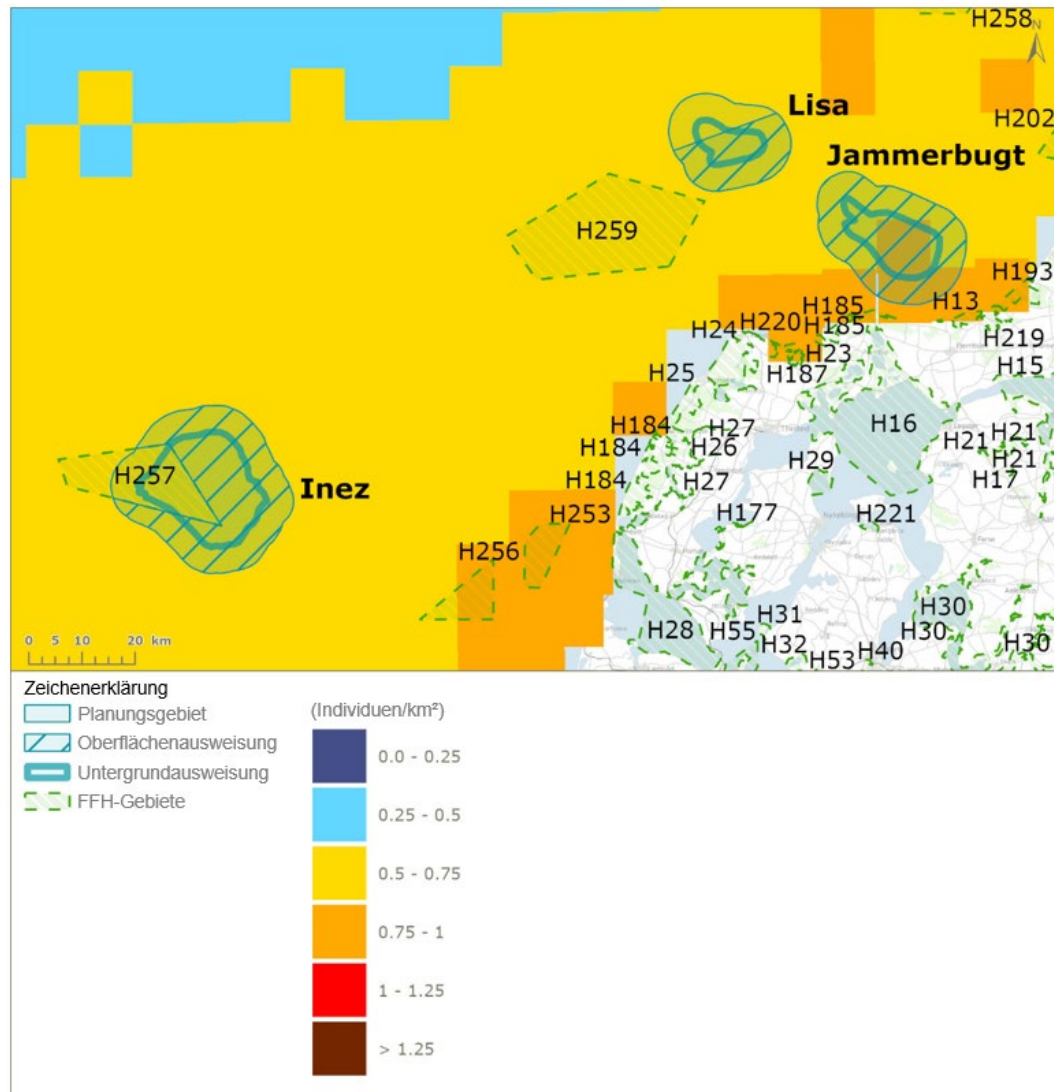 H258
N
Lisa
H202
Jammerbugt
H259
H193
H185
H13
H24
H220
H185
H219
H23
H25
H187
H15
H184
H27
H16
H184
H26
H21
H21
H257
H29
H21
Inez
H184
H27
H17
H253
H177
H221
H256
H30
H31
H28
H55
H30
H32
H30
H40
H53
0 5 10 20 km
Zeichenerklärung
Planungsgebiet
Oberflächenausweisung
Untergrundausweisung
FFH-Gebiete
(Individuen/km²)
0.0 - 0.25
0.25 - 0.5
0.5 - 0.75
0.75 - 1
1 - 1.25
> 1.25